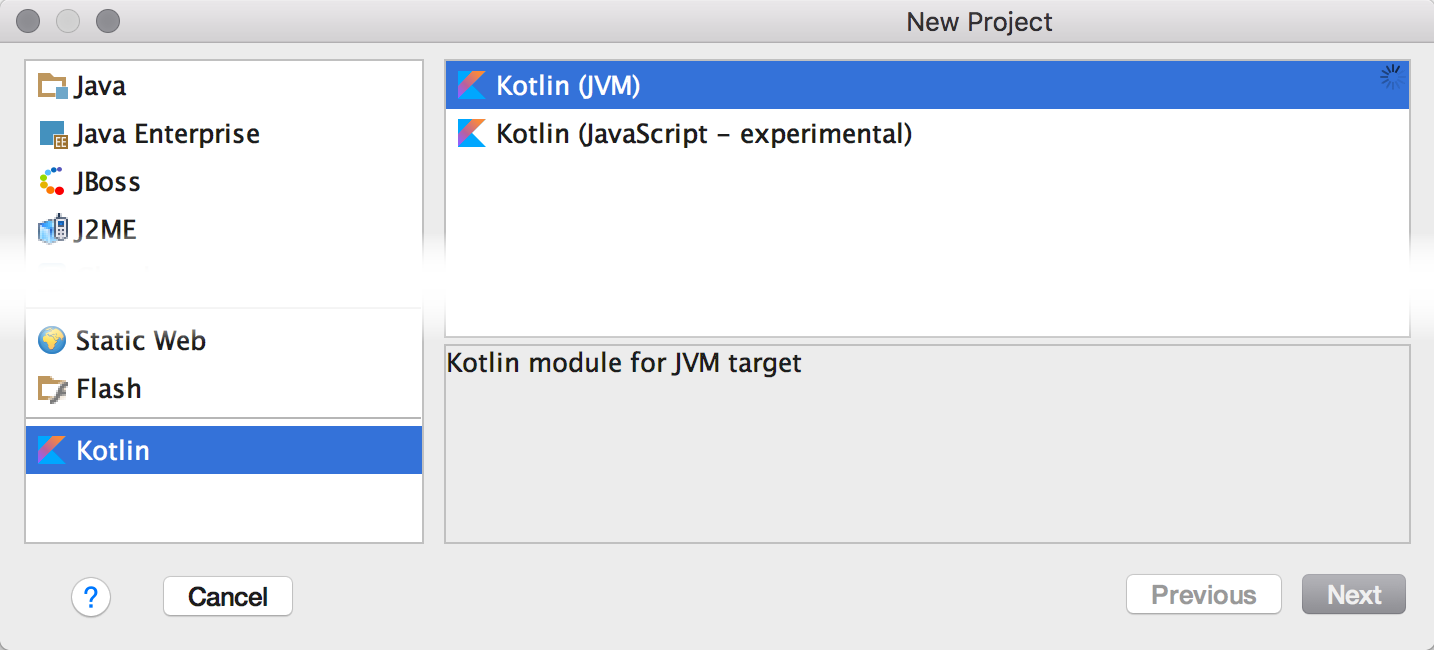 New Project
Java
Java Enterprise
JBoss
J2ME
Static Web
Flash
Kotlin
Kotlin (JVM)
Kotlin (JavaScript – experimental)
Kotlin module for JVM target
?
Cancel
Previous
Next